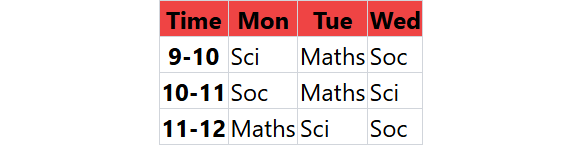 Time Mon Tue Wed
9-10 Sci Maths Soc
10-11 Soc Maths Sci
11-12 Maths Sci Soc